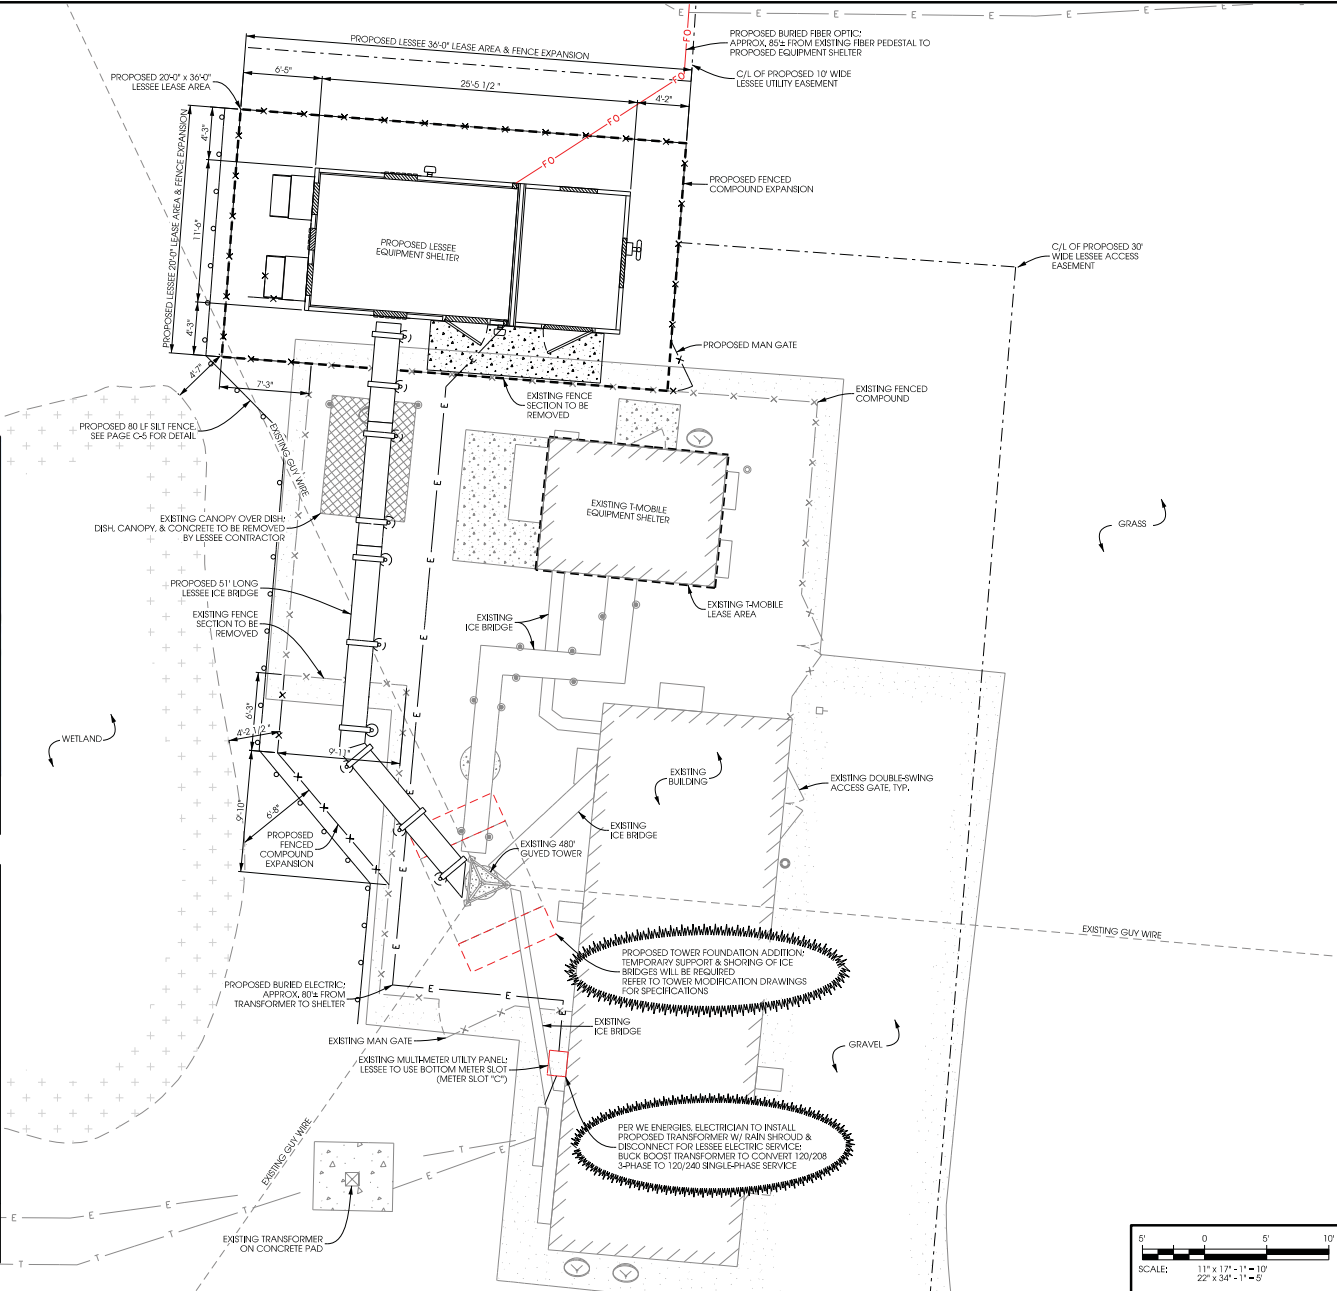 PROPOSED LESSEE 36'-0" LEASE AREA & FENCE EXPANSION
PROPOSED BURIED FIBER OPTIC;
APPROX. 85'± FROM EXISTING FIBER PEDESTAL TO
PROPOSED EQUIPMENT SHELTER
C/L OF PROPOSED 10' WIDE
LESSEE UTILITY EASEMENT
PROPOSED 20'-0" x 36'-0"
LESSEE LEASE AREA
6'-5"
25'-5 1/2 "
4'-2"
PROPOSED LESSEE 20'-0" LEASE AREA & FENCE EXPANSION
4'-3"
11'-6"
4'-3"
FO
FO
FO
FO
PROPOSED FENCED
COMPOUND EXPANSION
PROPOSED LESSEE
EQUIPMENT SHELTER
C/L OF PROPOSED 30'
WIDE LESSEE ACCESS
EASEMENT
PROPOSED MAN GATE
4'-7"
7'-3"
EXISTING FENCE
SECTION TO BE
REMOVED
EXISTING FENCED
COMPOUND
PROPOSED 80 LF SILT FENCE,
SEE PAGE C-5 FOR DETAIL
EXISTING GUY WIRE
EXISTING T-MOBILE
EQUIPMENT SHELTER
EXISTING CANOPY OVER DISH;
DISH, CANOPY, & CONCRETE TO BE REMOVED
BY LESSEE CONTRACTOR
GRASS
PROPOSED 51' LONG
LESSEE ICE BRIDGE
EXISTING FENCE
SECTION TO BE
REMOVED
EXISTING
ICE BRIDGE
EXISTING T-MOBILE
LEASE AREA
6'-3"
4'-2 1/2 "
9'-11"
WETLAND
EXISTING
BUILDING
EXISTING DOUBLE-SWING
ACCESS GATE, TYP.
9'-10"
6'-8"
PROPOSED
FENCED
COMPOUND
EXPANSION
EXISTING
ICE BRIDGE
EXISTING 480'
GUYED TOWER
EXISTING GUY WIRE
PROPOSED TOWER FOUNDATION ADDITION;
TEMPORARY SUPPORT & SHORING OF ICE
BRIDGES WILL BE REQUIRED
REFER TO TOWER MODIFICATION DRAWINGS
FOR SPECIFICATIONS
PROPOSED BURIED ELECTRIC;
APPROX. 80'± FROM
TRANSFORMER TO SHELTER
EXISTING
ICE BRIDGE
EXISTING MAN GATE
GRAVEL
EXISTING MULTI-METER UTILTY PANEL;
LESSEE TO USE BOTTOM METER SLOT
(METER SLOT "C")
PER WE ENERGIES, ELECTRICIAN TO INSTALL
PROPOSED TRANSFORMER W/ RAIN SHROUD &
DISCONNECT FOR LESSEE ELECTRIC SERVICE;
BUCK BOOST TRANSFORMER TO CONVERT 120/208
3-PHASE TO 120/240 SINGLE-PHASE SERVICE
EXISTING GUY WIRE
EXISTING TRANSFORMER
ON CONCRETE PAD
5' 0 5' 10'
SCALE: 11" x 17" - 1" = 10'
22" x 34" - 1" = 5'